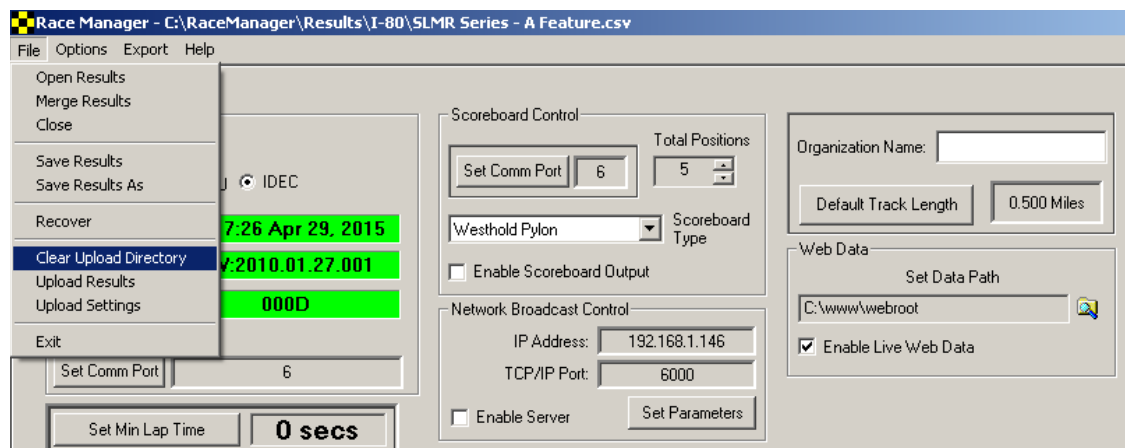 Race Manager - C:\RaceManager\Results\I-80\SLMR Series - A Feature.csv
File Options Export Help
Open Results
Merge Results
Close
Save Results
Save Results As
Recover
Clear Upload Directory
Upload Results
Upload Settings
Exit
IDEC
7:26 Apr 29, 2015
V:2010.01.27.001
000D
Set Comm Port 6
Set Min Lap Time 0 secs
Scoreboard Control
Total Positions
Set Comm Port 6 5
Westhold Pylon
Scoreboard
Type
Enable Scoreboard Output
Network Broadcast Control
IP Address: 192.168.1.146
TCP/IP Port: 6000
Enable Server Set Parameters
Organization Name:
Default Track Length 0.500 Miles
Web Data
Set Data Path
C:\www\webroot
Enable Live Web Data